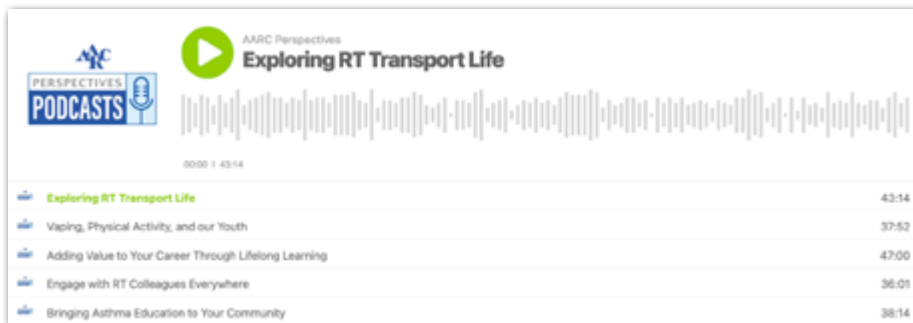 AARC
PERSPECTIVES
PODCASTS
AARC Perspectives
Exploring RT Transport Life
00:00 | 43:14
Exploring RT Transport Life 43:14
Vaping, Physical Activity, and our Youth 37:52
Adding Value to Your Career Through Lifelong Learning 47:00
Engage with RT Colleagues Everywhere 36:01
Bringing Asthma Education to Your Community 38:14